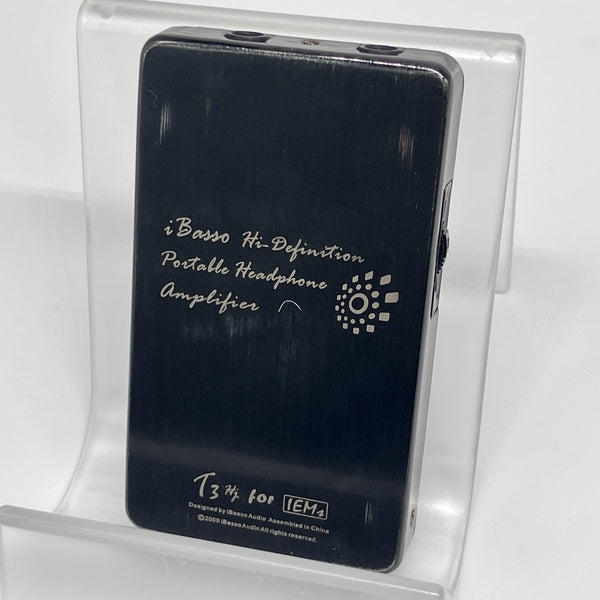 iBasso Hi-Definition
Portable Headphone
Amplifier
T3 Hj for IEMs
Designed by iBasso Audio Assembled in China
©2009 iBasso Audio All rights reserved.